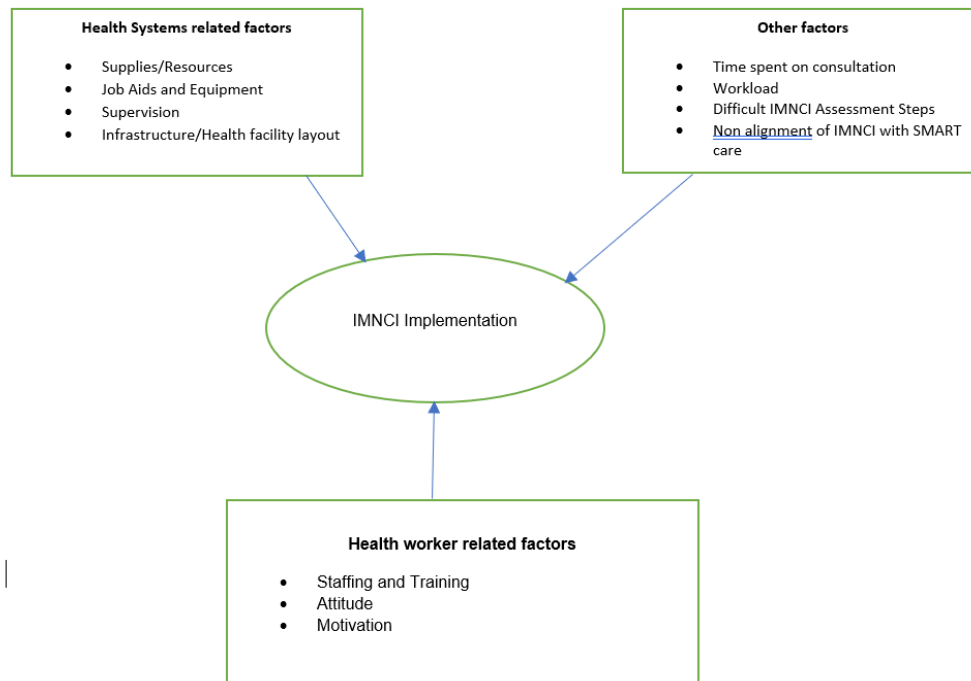 Health Systems related factors
• Supplies/Resources
• Job Aids and Equipment
• Supervision
• Infrastructure/Health facility layout
Other factors
• Time spent on consultation
• Workload
• Difficult IMNCI Assessment Steps
• Non alignment of IMNCI with SMART
care
IMNCI Implementation
Health worker related factors
• Staffing and Training
• Attitude
• Motivation